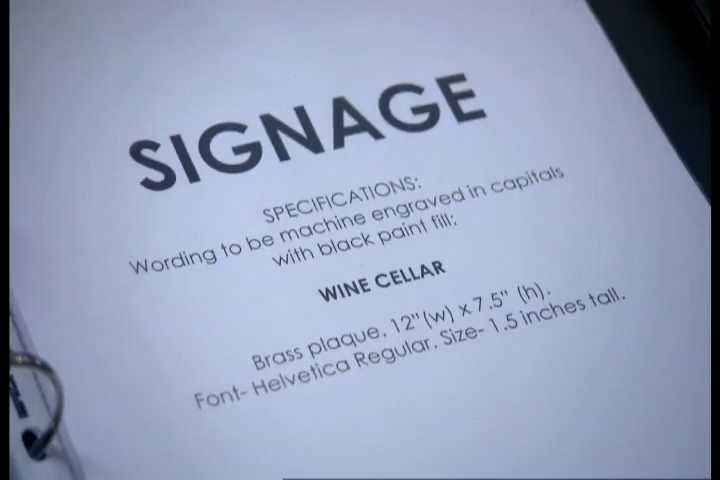 SIGNAGE
SPECIFICATIONS:
Wording to be machine engraved in capitals
with black paint fill:
WINE CELLAR
Brass plaque. 12"(w) x 7.5" (h).
Font- Helvetica Regular. Size- 1.5 inches tall.